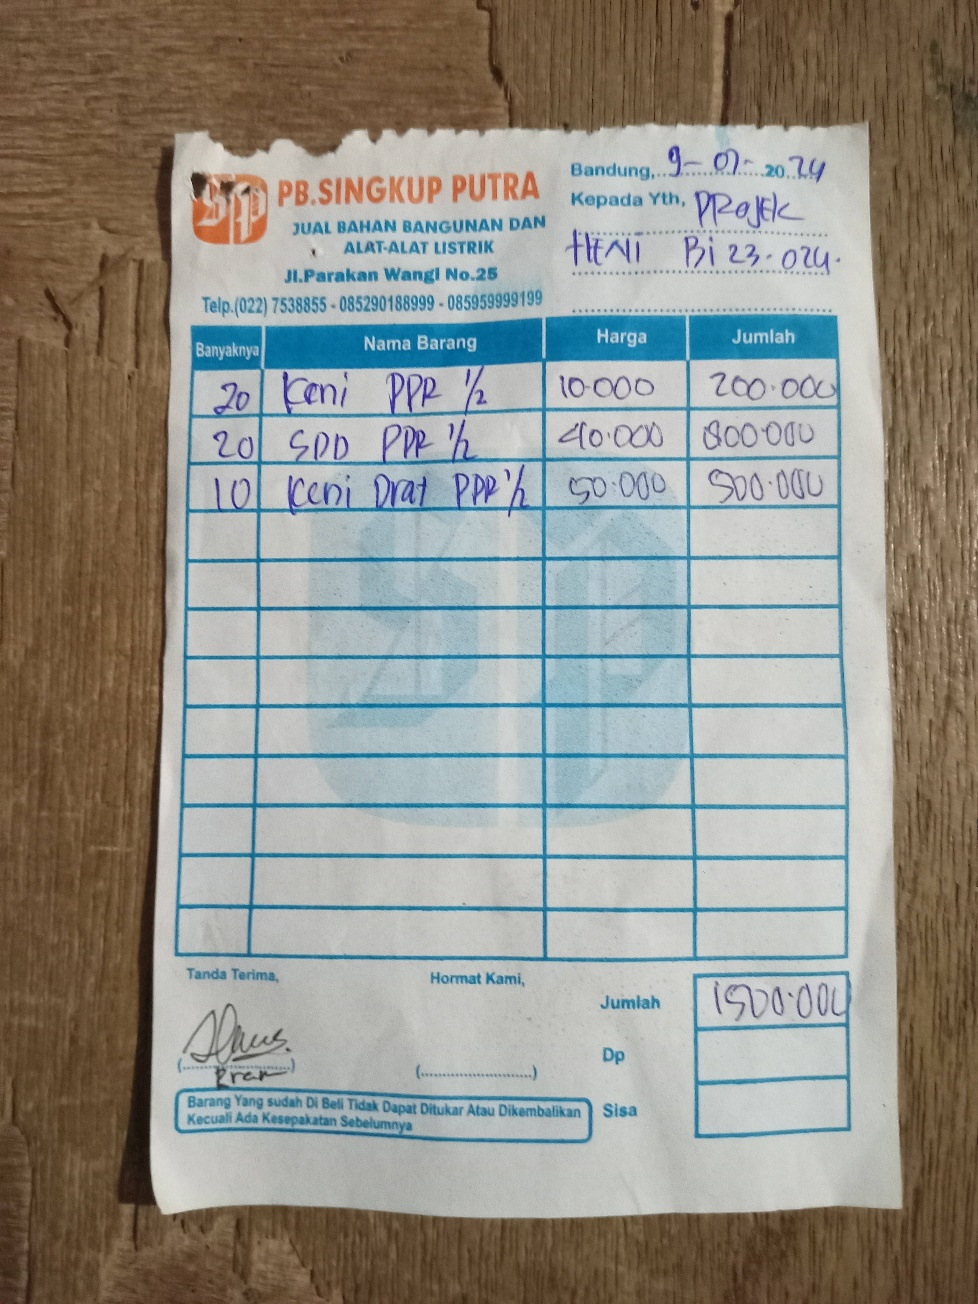 SP
PB.SINGKUP PUTRA
JUAL BAHAN BANGUNAN DAN
ALAT-ALAT LISTRIK
Jl.Parakan Wangi No.25
Telp.(022) 7538855 - 085290188999 - 085959999199
Bandung, 9-07-2024
Kepada Yth, PROJEK
HENI Bi 23-024.
Banyaknya Nama Barang Harga Jumlah
20 Keni PPR 1/2 10.000 200.000
20 SDD PPR 1/2 40.000 800.000
10 Keni Drat PPR 1/2 50.000 500.000
Tanda Terima, Hormat Kami,
Jumlah 1500.000
Dp
Sisa
(....................) (............................)
Barang Yang sudah Di Beli Tidak Dapat Ditukar Atau Dikembalikan
Kecuali Ada Kesepakatan Sebelumnya